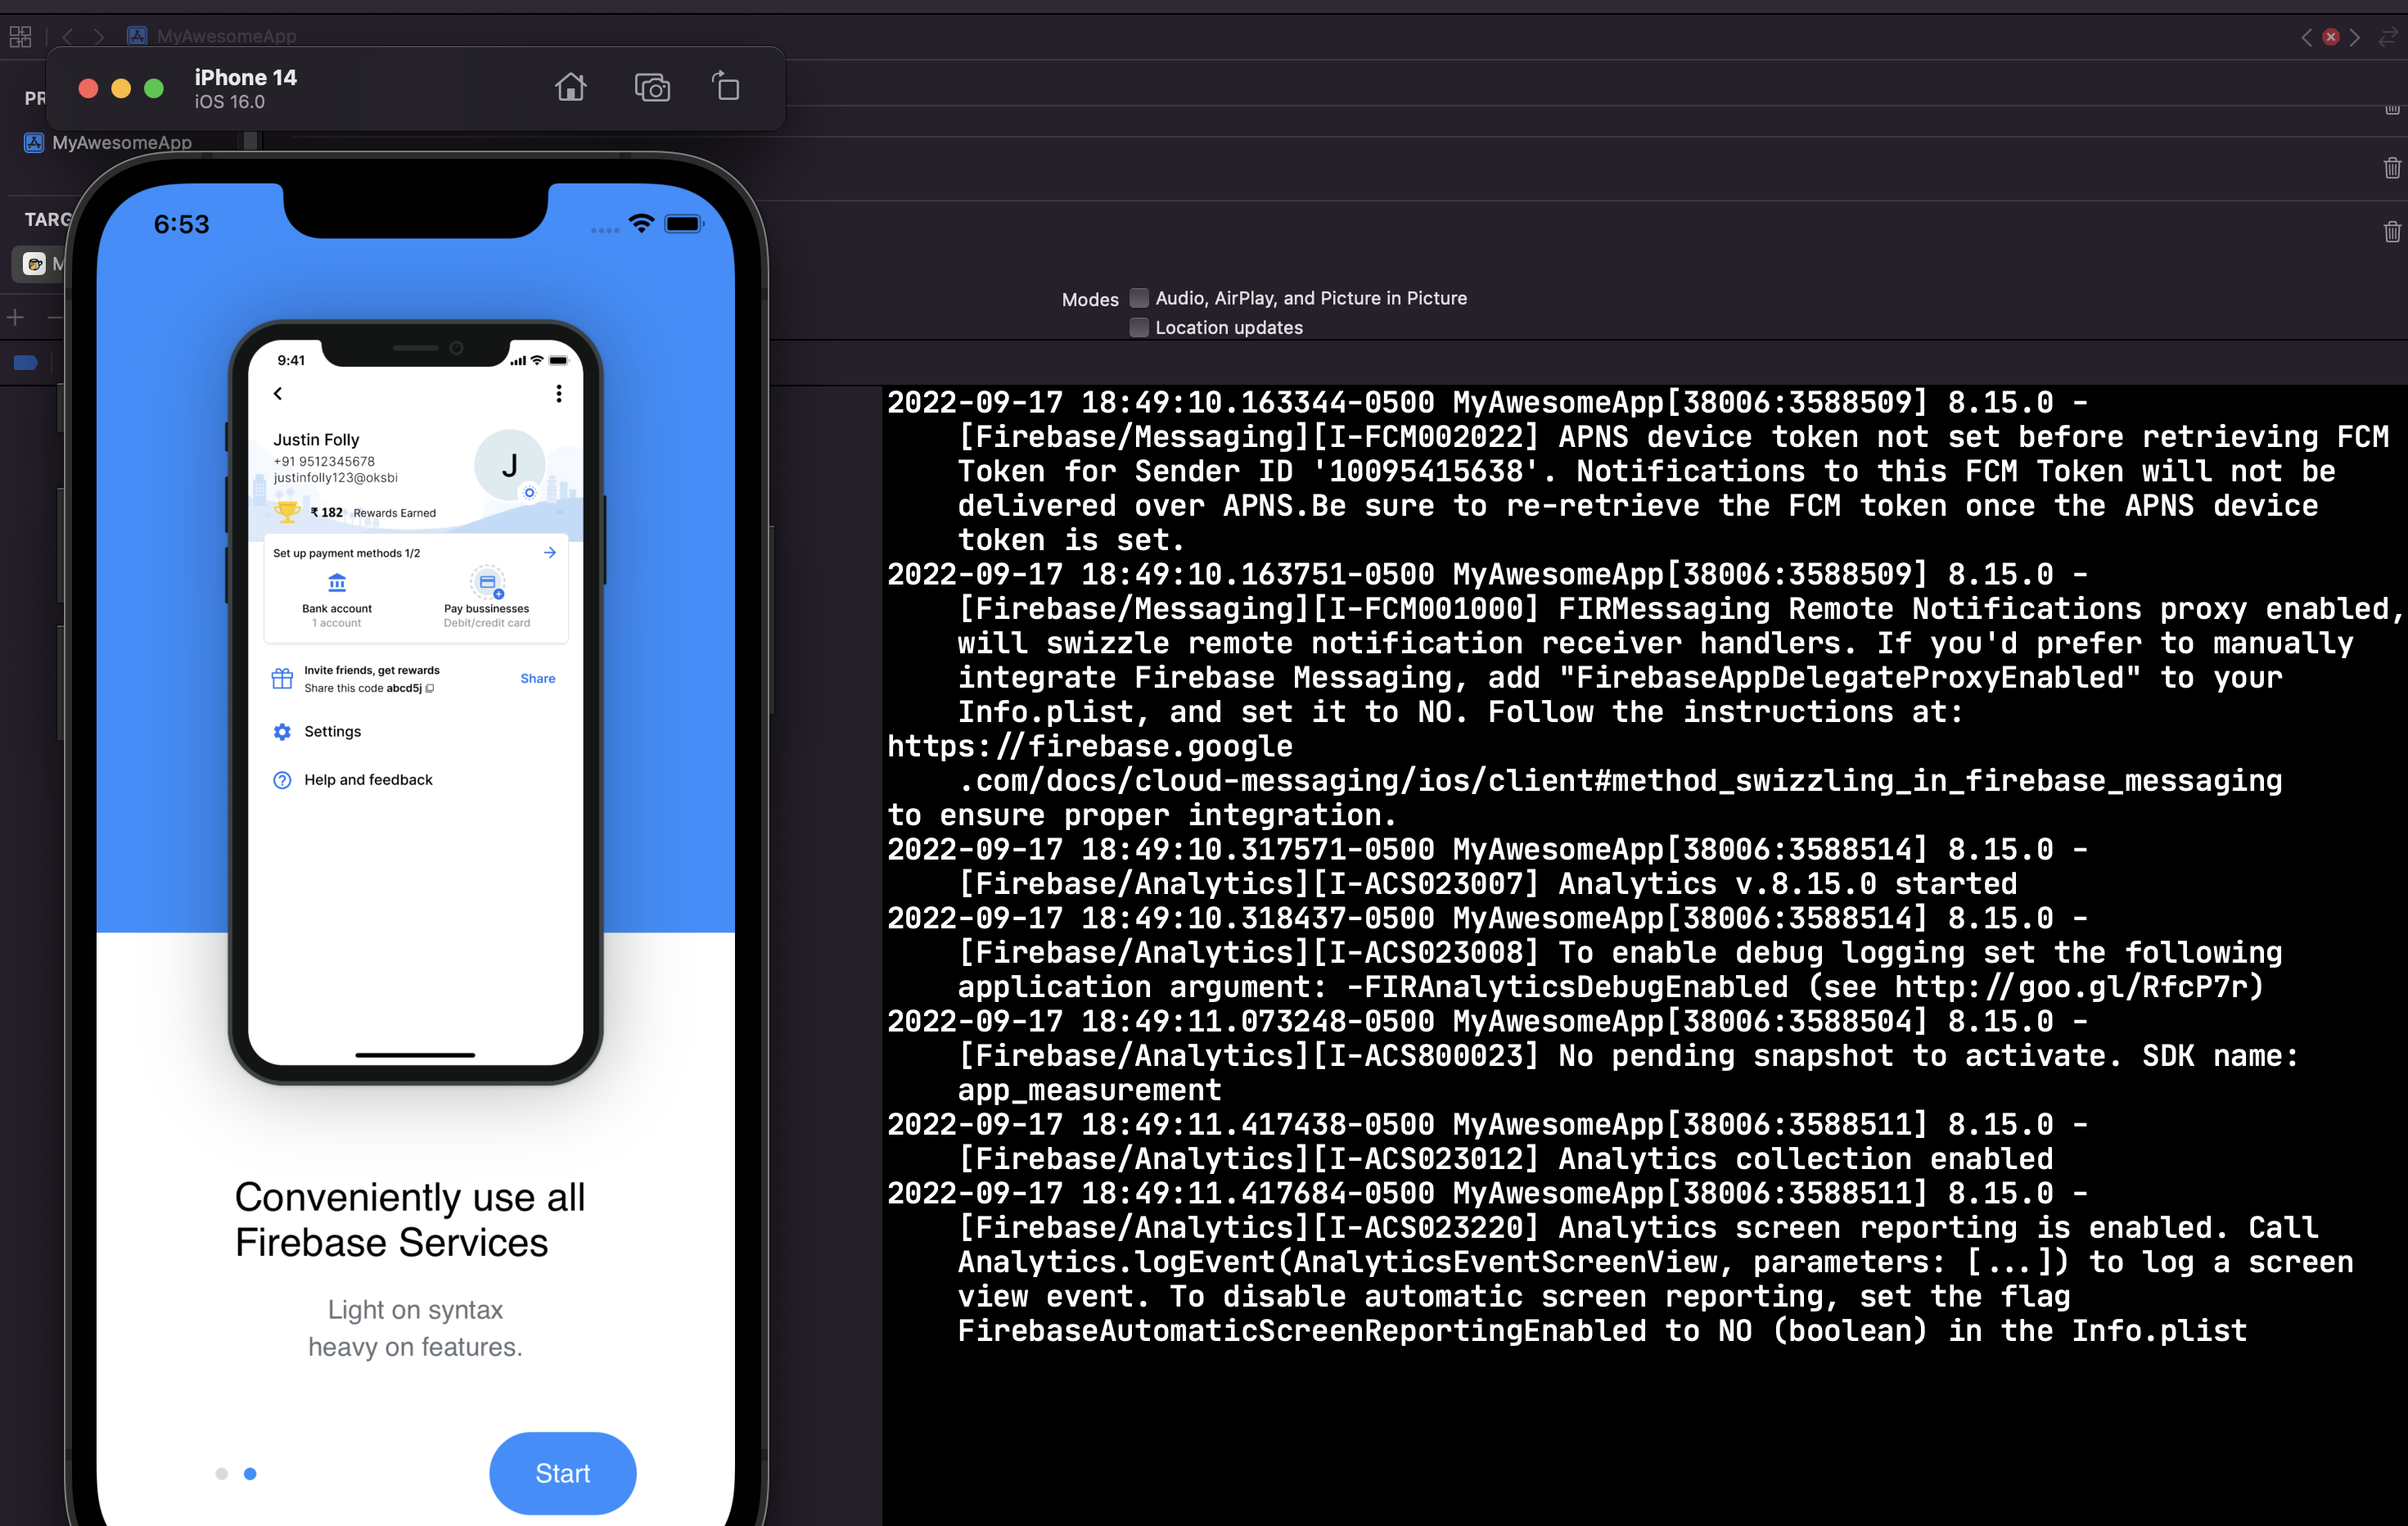 MyAwesomeApp
iPhone 14
iOS 16.0
PR
MyAwesomeApp
TARG
M
6:53
9:41
Justin Folly
+91 9512345678
justinfolly123@oksbi
J
₹ 182 Rewards Earned
Set up payment methods 1/2
Bank account
1 account
Pay bussinesses
Debit/credit card
Invite friends, get rewards
Share this code abcd5j
Share
Settings
Help and feedback
Conveniently use all
Firebase Services
Light on syntax
heavy on features.
Start
Modes
Audio, AirPlay, and Picture in Picture
Location updates
2022-09-17 18:49:10.163344-0500 MyAwesomeApp[38006:3588509] 8.15.0 -
[Firebase/Messaging][I-FCM002022] APNS device token not set before retrieving FCM
Token for Sender ID '10095415638'. Notifications to this FCM Token will not be
delivered over APNS.Be sure to re-retrieve the FCM token once the APNS device
token is set.
2022-09-17 18:49:10.163751-0500 MyAwesomeApp[38006:3588509] 8.15.0 -
[Firebase/Messaging][I-FCM001000] FIRMessaging Remote Notifications proxy enabled,
will swizzle remote notification receiver handlers. If you'd prefer to manually
integrate Firebase Messaging, add "FirebaseAppDelegateProxyEnabled" to your
Info.plist, and set it to NO. Follow the instructions at:
https://firebase.google
.com/docs/cloud-messaging/ios/client#method_swizzling_in_firebase_messaging
to ensure proper integration.
2022-09-17 18:49:10.317571-0500 MyAwesomeApp[38006:3588514] 8.15.0 -
[Firebase/Analytics][I-ACS023007] Analytics v.8.15.0 started
2022-09-17 18:49:10.318437-0500 MyAwesomeApp[38006:3588514] 8.15.0 -
[Firebase/Analytics][I-ACS023008] To enable debug logging set the following
application argument: -FIRAnalyticsDebugEnabled (see http://goo.gl/RfcP7r)
2022-09-17 18:49:11.073248-0500 MyAwesomeApp[38006:3588504] 8.15.0 -
[Firebase/Analytics][I-ACS800023] No pending snapshot to activate. SDK name:
app_measurement
2022-09-17 18:49:11.417438-0500 MyAwesomeApp[38006:3588511] 8.15.0 -
[Firebase/Analytics][I-ACS023012] Analytics collection enabled
2022-09-17 18:49:11.417684-0500 MyAwesomeApp[38006:3588511] 8.15.0 -
[Firebase/Analytics][I-ACS023220] Analytics screen reporting is enabled. Call
Analytics.logEvent(AnalyticsEventScreenView, parameters: [...]) to log a screen
view event. To disable automatic screen reporting, set the flag
FirebaseAutomaticScreenReportingEnabled to NO (boolean) in the Info.plist